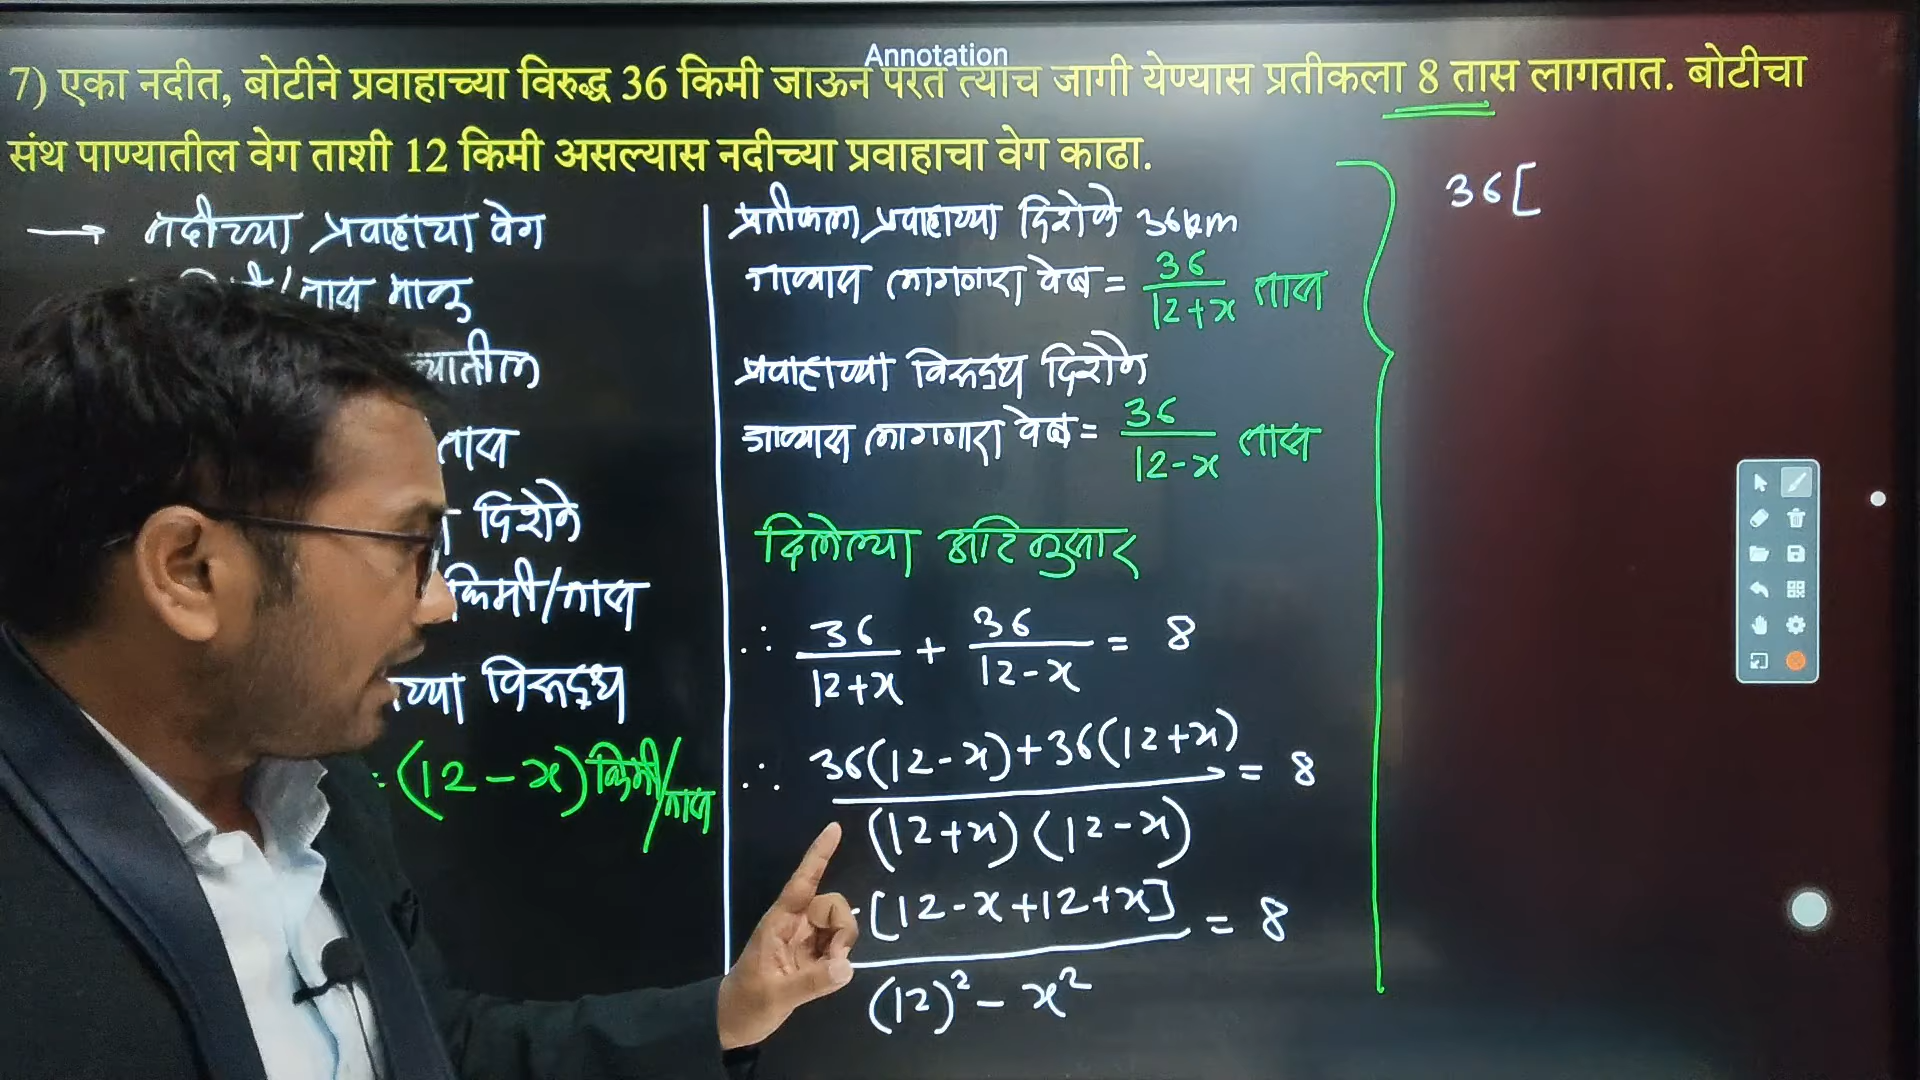 Annotation
7) एका नदीत, बोटीने प्रवाहाच्या विरुद्ध 36 किमी जाऊन परत त्याच जागी येण्यास प्रतीकला 8 तास लागतात. बोटीचा
संथ पाण्यातील वेग ताशी 12 किमी असल्यास नदीच्या प्रवाहाचा वेग काढा.
→ नदीच्या प्रवाहाचा वेग
/तास मानू
तास
दिशेने
किमी/तास
च्या विरूद्ध
(12-x) किमी/तास
प्रतीकला प्रवाहाच्या दिशेने 36km
जाण्यास लागणारा वेळ = 36/(12+x) तास
प्रवाहाच्या विरूद्ध दिशेने
जाण्यास लागणारा वेळ = 36/(12-x) तास
दिलेल्या अटिनुसार
∴ 36/(12+x) + 36/(12-x) = 8
∴ (36(12-x)+36(12+x))/((12+x)(12-x)) = 8
[12-x+12+x]/((12)²-x²) = 8
36[